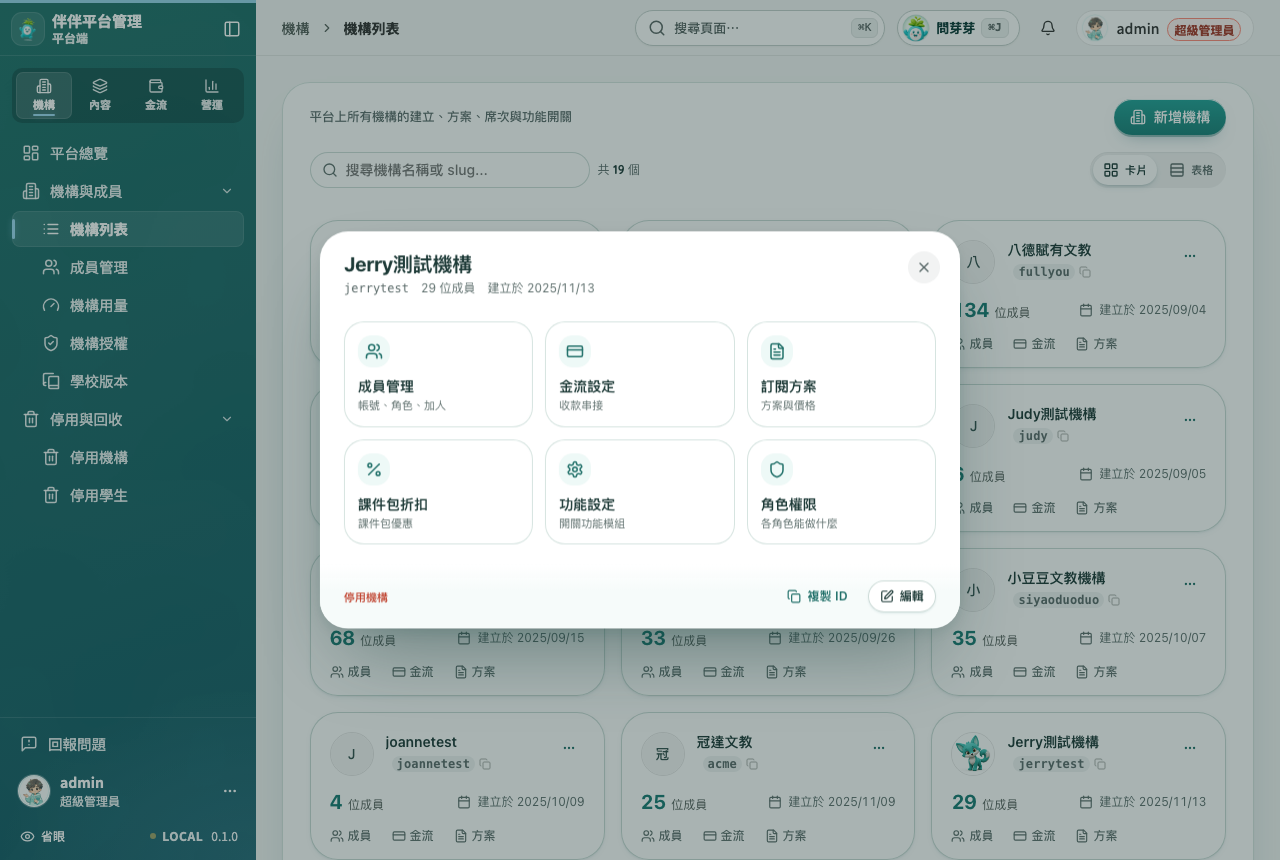 伴伴平台管理
平台端
機構
內容
金流
營運
平台總覽
機構與成員
機構列表
成員管理
機構用量
機構授權
學校版本
停用與回收
停用機構
停用學生
回報問題
admin
超級管理員
省眼
LOCAL 0.1.0
機構 機構列表
搜尋頁面… ⌘K
問芽芽 ⌘J
admin 超級管理員
平台上所有機構的建立、方案、席次與功能開關
新增機構
搜尋機構名稱或 slug...
共 19 個
卡片 表格
八 八德賦有文教
fullyou
134 位成員 建立於 2025/09/04
成員 金流 方案
J Judy測試機構
judy
位成員 建立於 2025/09/05
成員 金流 方案
小 小豆豆文教機構
siyaoduoduo
68 位成員 建立於 2025/09/15
33 位成員 建立於 2025/09/26
35 位成員 建立於 2025/10/07
成員 金流 方案
成員 金流 方案
成員 金流 方案
J joannetest
joannetest
4 位成員 建立於 2025/10/09
成員 金流 方案
冠 冠達文教
acme
25 位成員 建立於 2025/11/09
成員 金流 方案
Jerry測試機構
jerrytest
29 位成員 建立於 2025/11/13
成員 金流 方案
Jerry測試機構
jerrytest 29 位成員 建立於 2025/11/13
成員管理
帳號、角色、加人
金流設定
收款串接
訂閱方案
方案與價格
課件包折扣
課件包優惠
功能設定
開關功能模組
角色權限
各角色能做什麼
停用機構
複製 ID
編輯